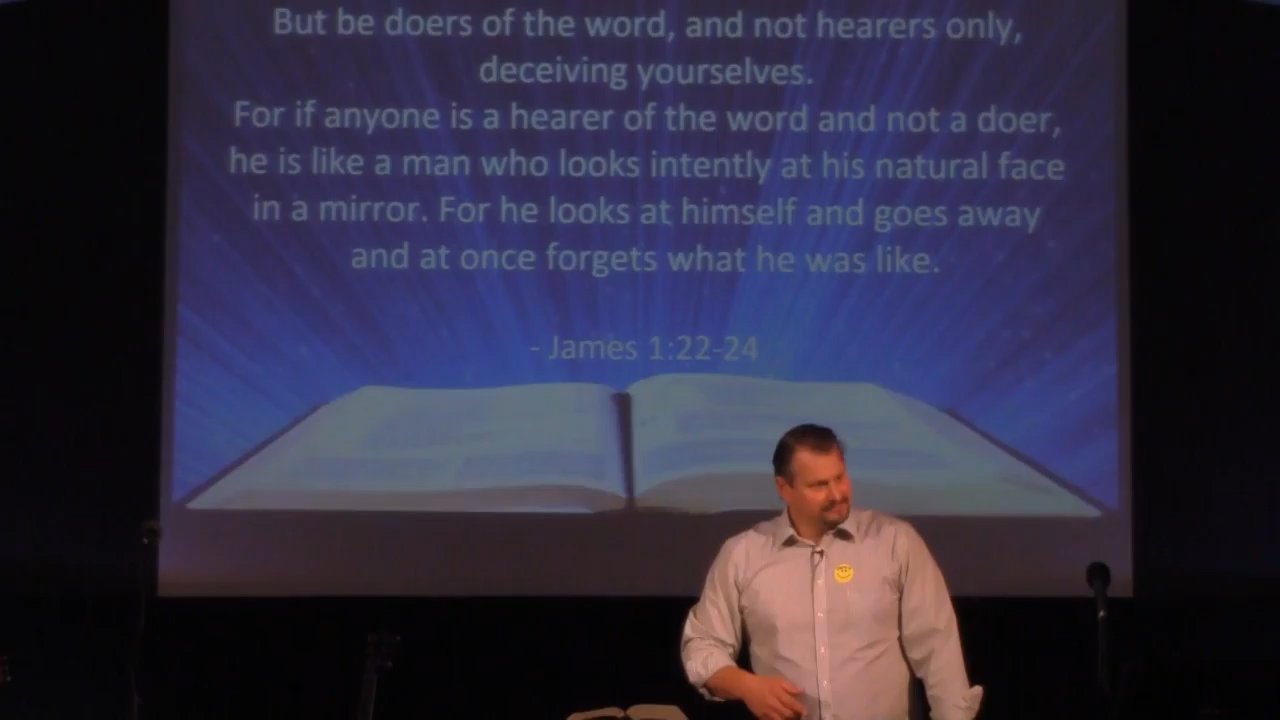 But be doers of the word, and not hearers only,
deceiving yourselves.
For if anyone is a hearer of the word and not a doer,
he is like a man who looks intently at his natural face
in a mirror. For he looks at himself and goes away
and at once forgets what he was like.
- James 1:22-24